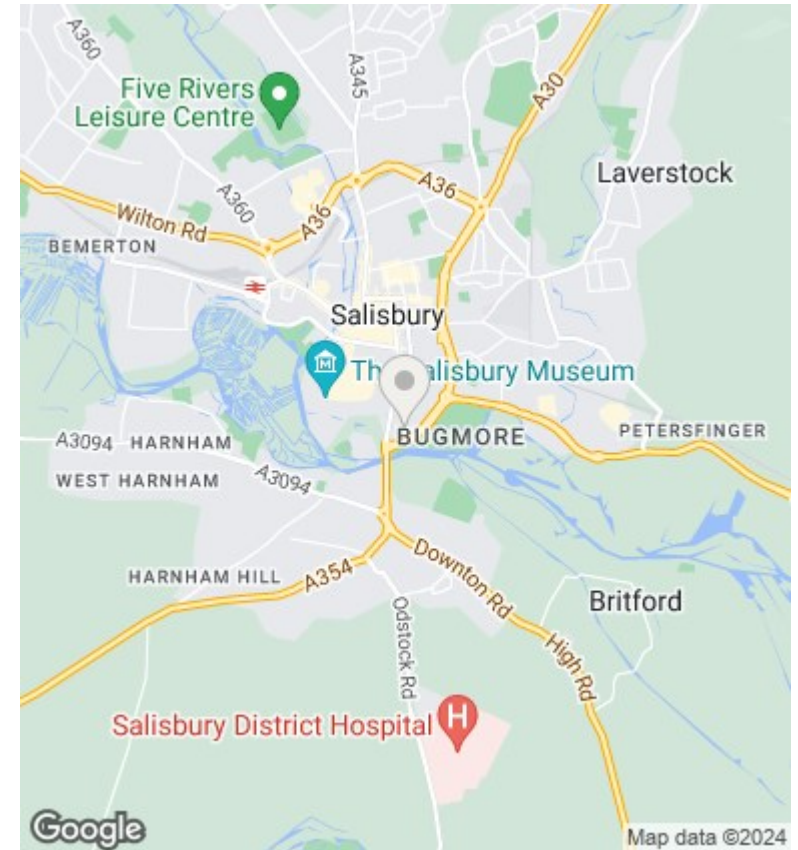 A360
A345
Five Rivers
Leisure Centre
A30
A36
Laverstock
A360
Wilton Rd
A36
BEMERTON
Salisbury
The Salisbury Museum
BUGMORE
PETERSFINGER
A3094
HARNHAM
WEST HARNHAM
A3094
Downton Rd
HARNHAM HILL
A354
Britford
Odstock Rd
High Rd
Salisbury District Hospital
H
Google
Map data ©2024